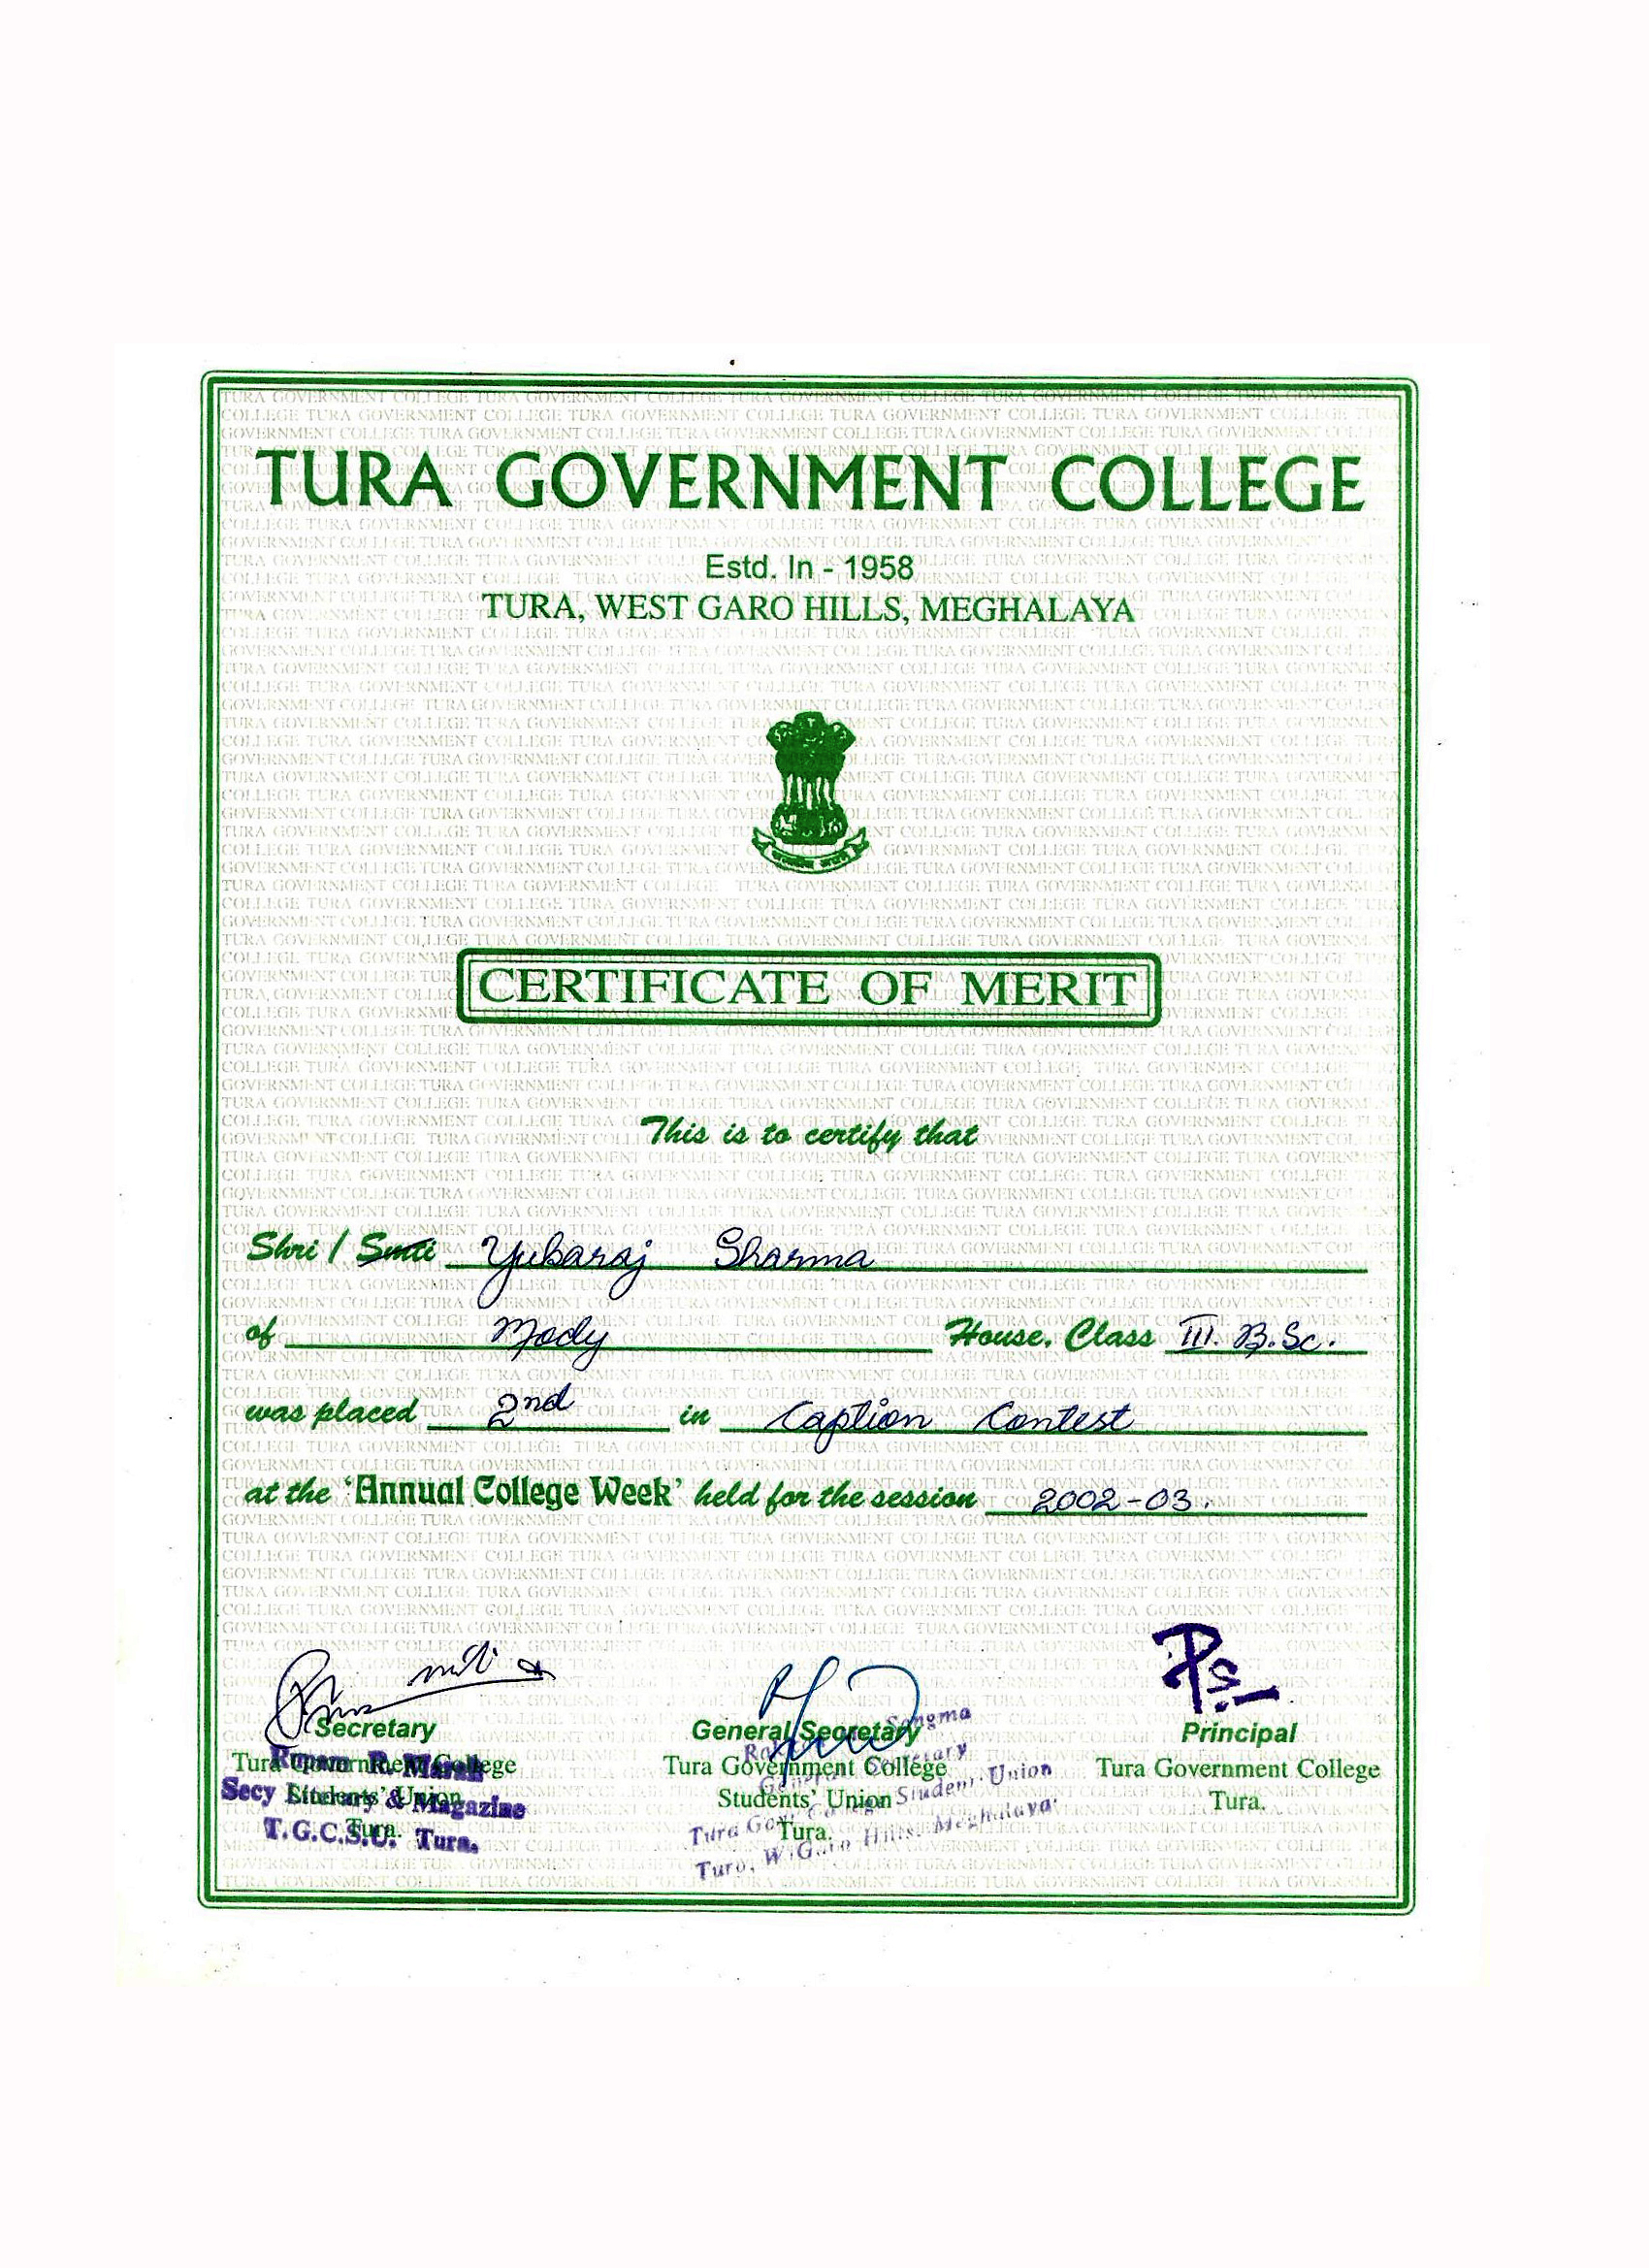 TURA GOVERNMENT COLLEGE
Estd. In - 1958
TURA, WEST GARO HILLS, MEGHALAYA
CERTIFICATE OF MERIT
This is to certify that
Shri / Smti Yubaraj Sharma
of Mody House, Class III. B.Sc.
was placed 2nd in Caption Contest
at the 'Annual College Week' held for the session 2002-03.
Secretary
Tura Government College
Students' Union
Tura.
Rupam R. Marak
Secy Literary & Magazine
T.G.C.S.U. Tura.
General Secretary
Tura Government College
Students' Union
Tura.
Sangma
General Secretary
Tura Govt. College Student Union
Tura, W. Garo Hills. Meghalaya
Principal
Tura Government College
Tura.